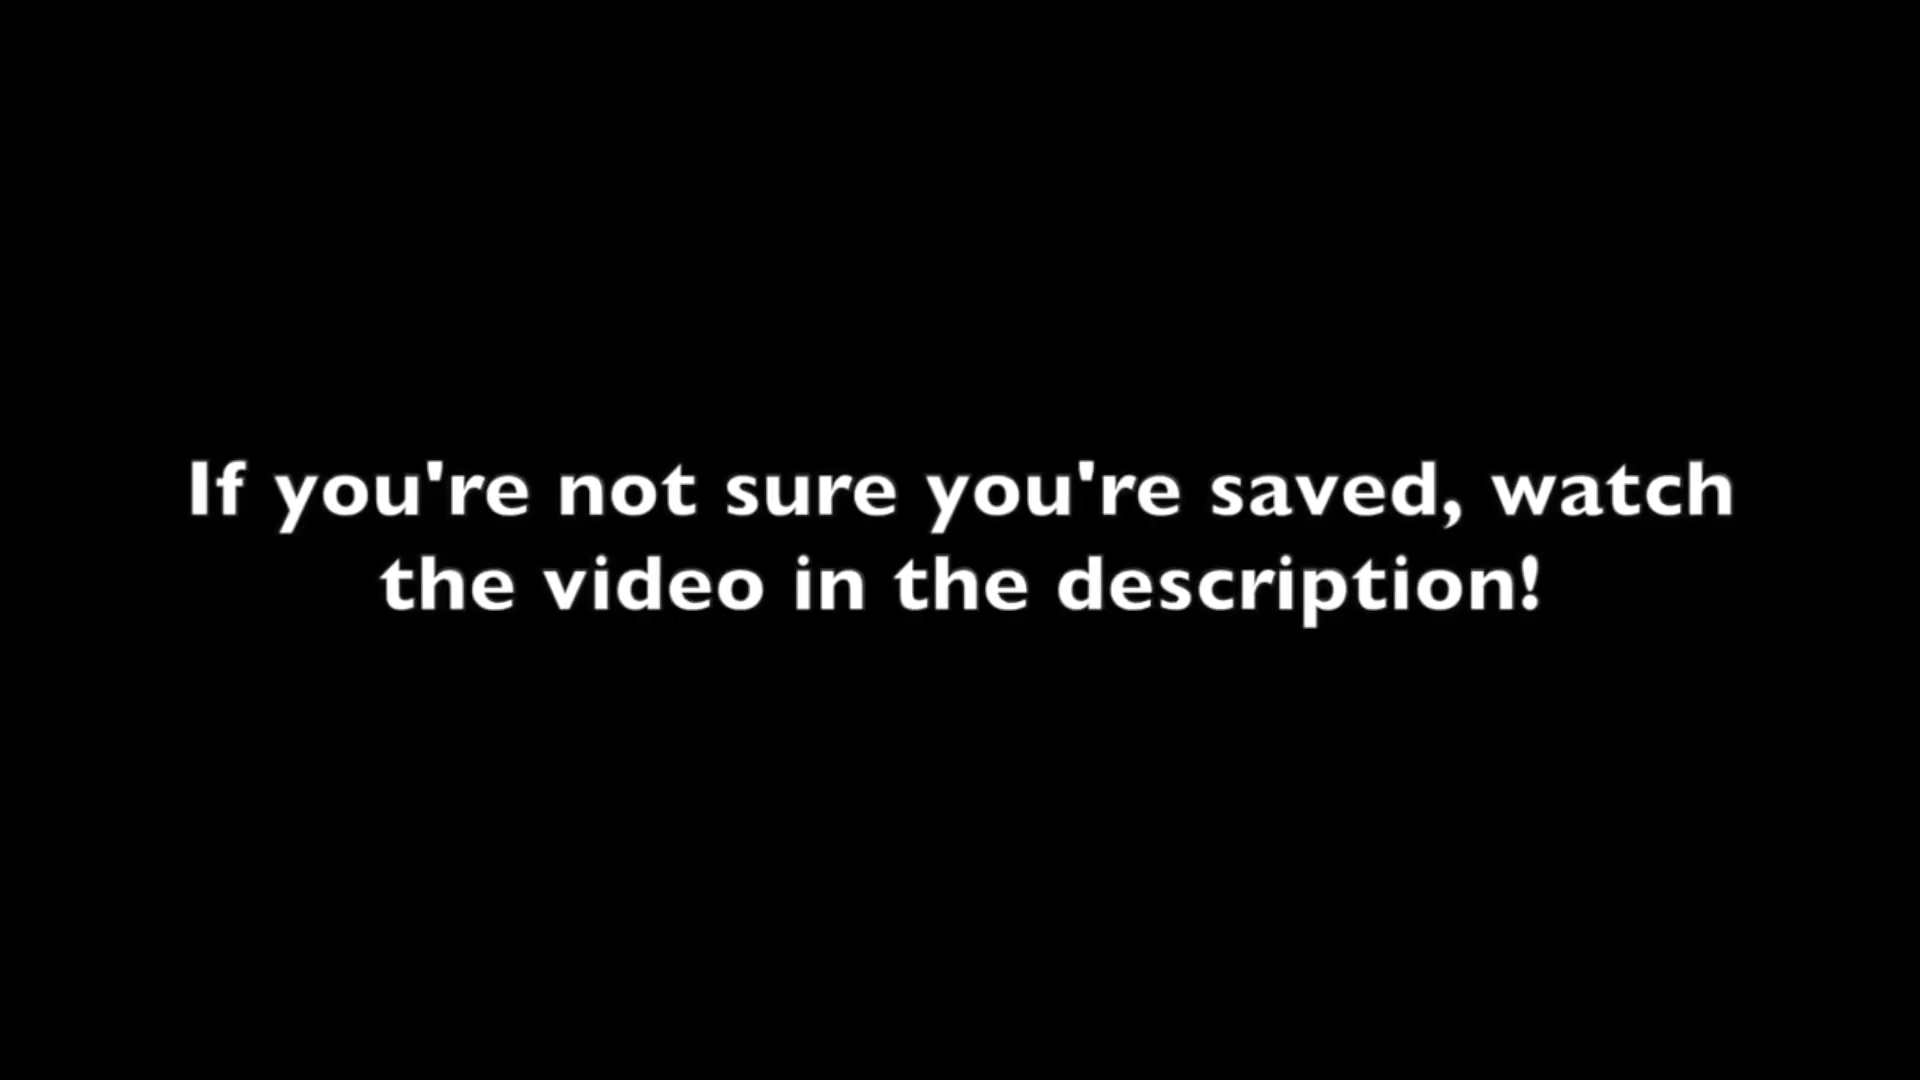 If you're not sure you're saved, watch
the video in the description!